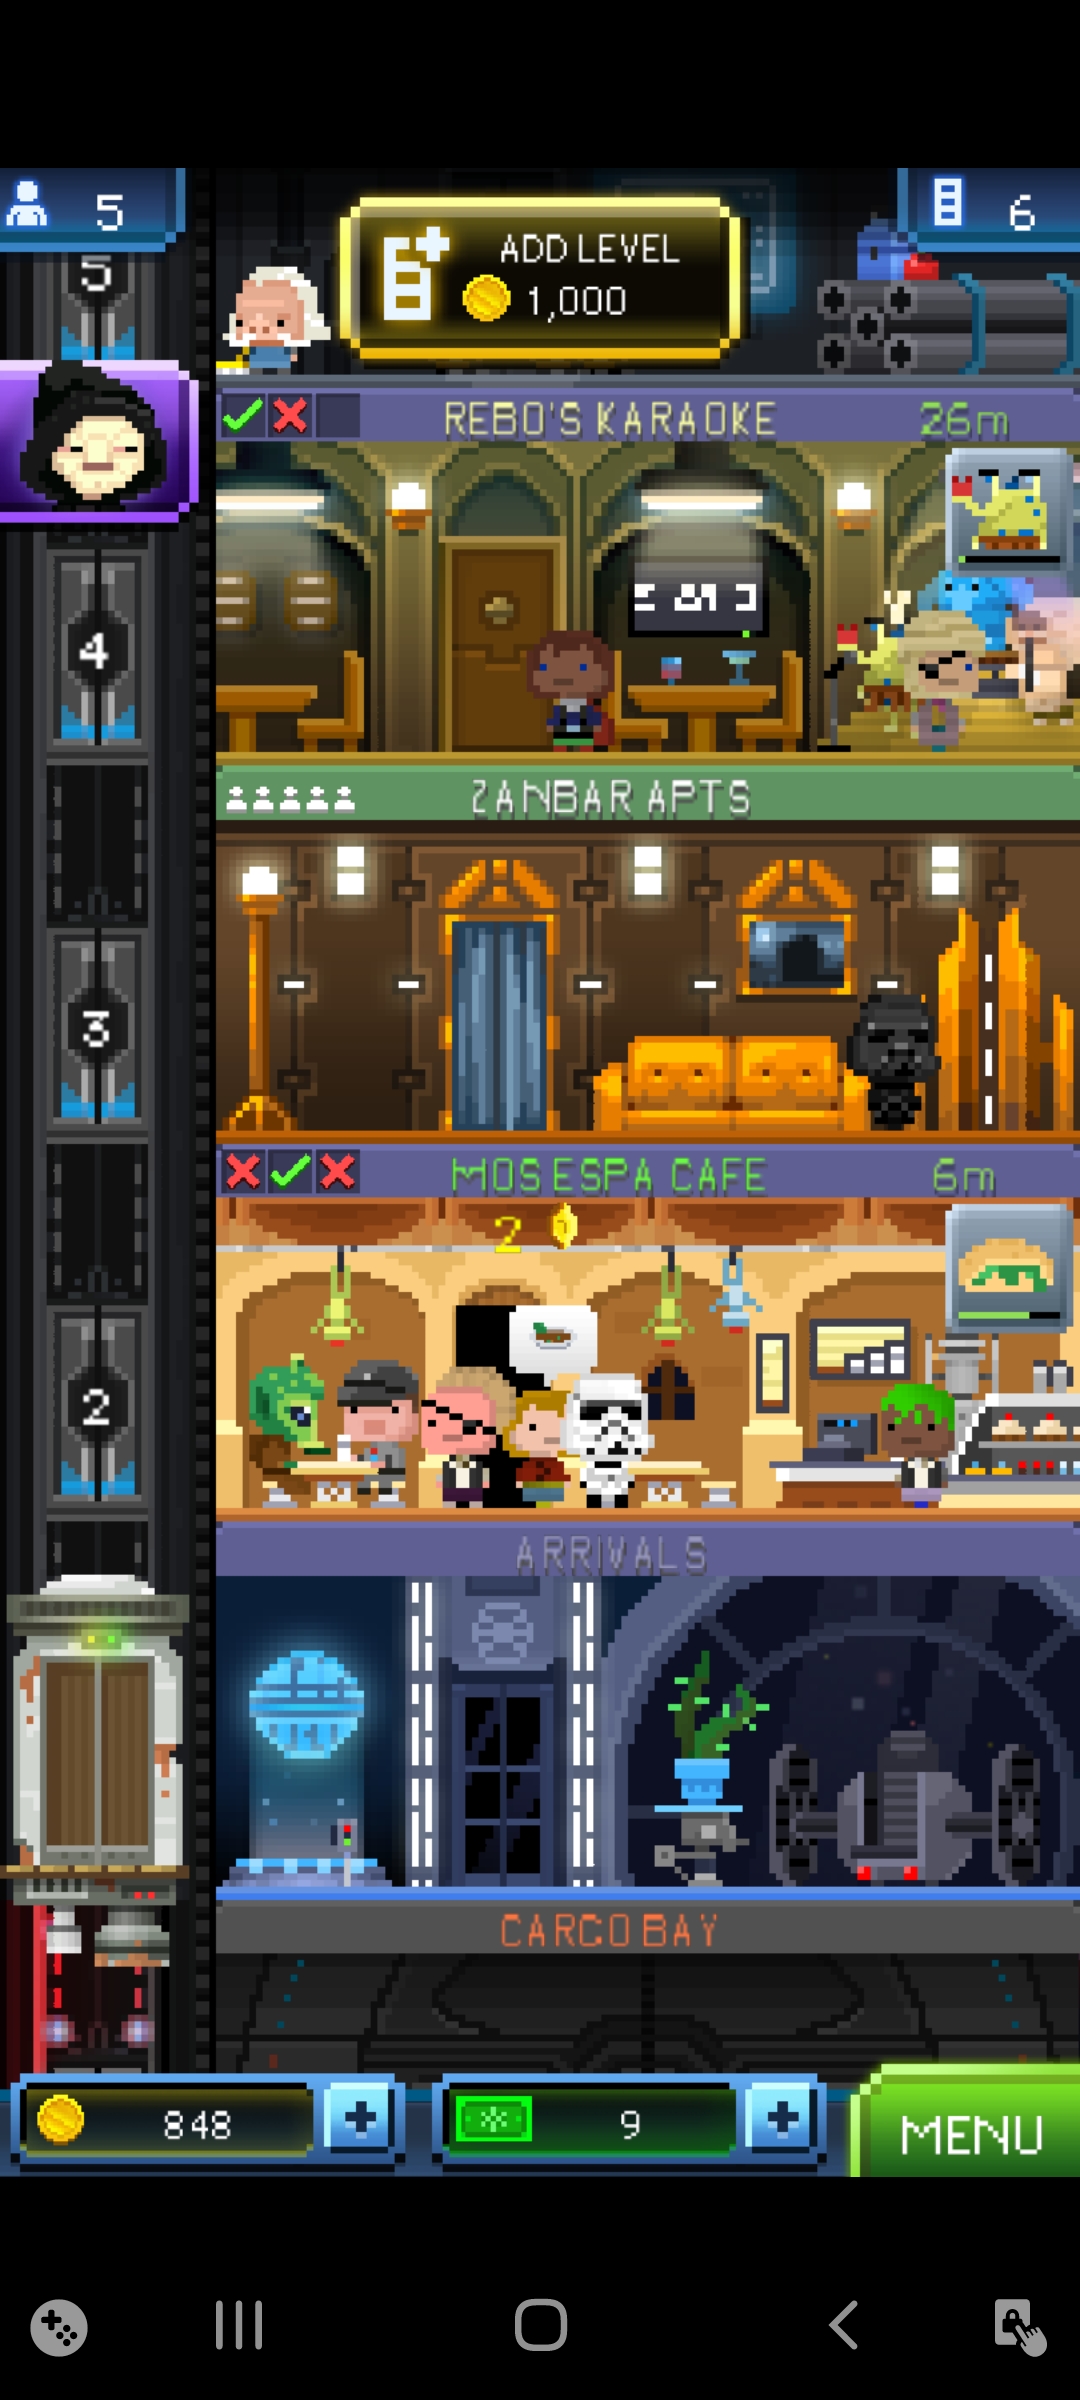 5
6
ADD LEVEL
1,000
5
REBO'S KARAOKE
26m
4
ZANBAR APTS
3
MOS ESPA CAFE
6m
2
2
ARRIVALS
CARGO BAY
848
9
MENU